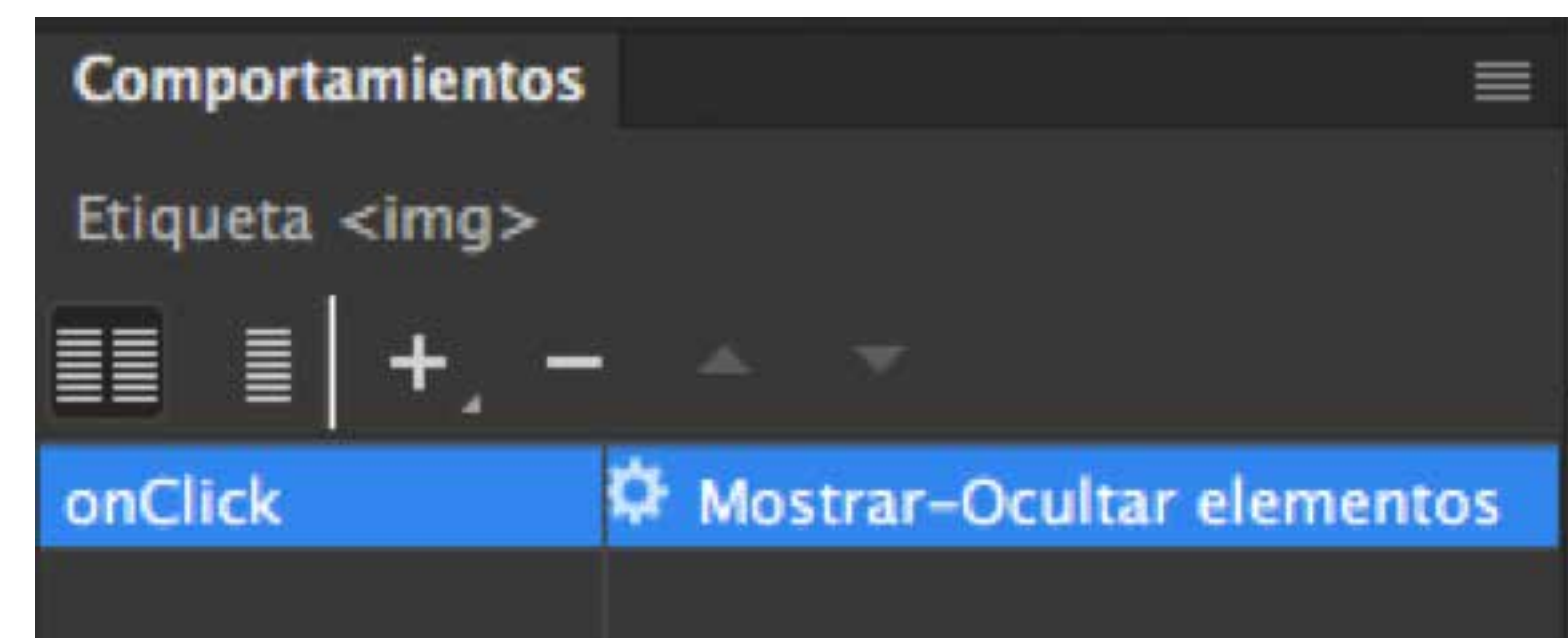 Comportamientos
Etiqueta <img>
onClick Mostrar-Ocultar elementos